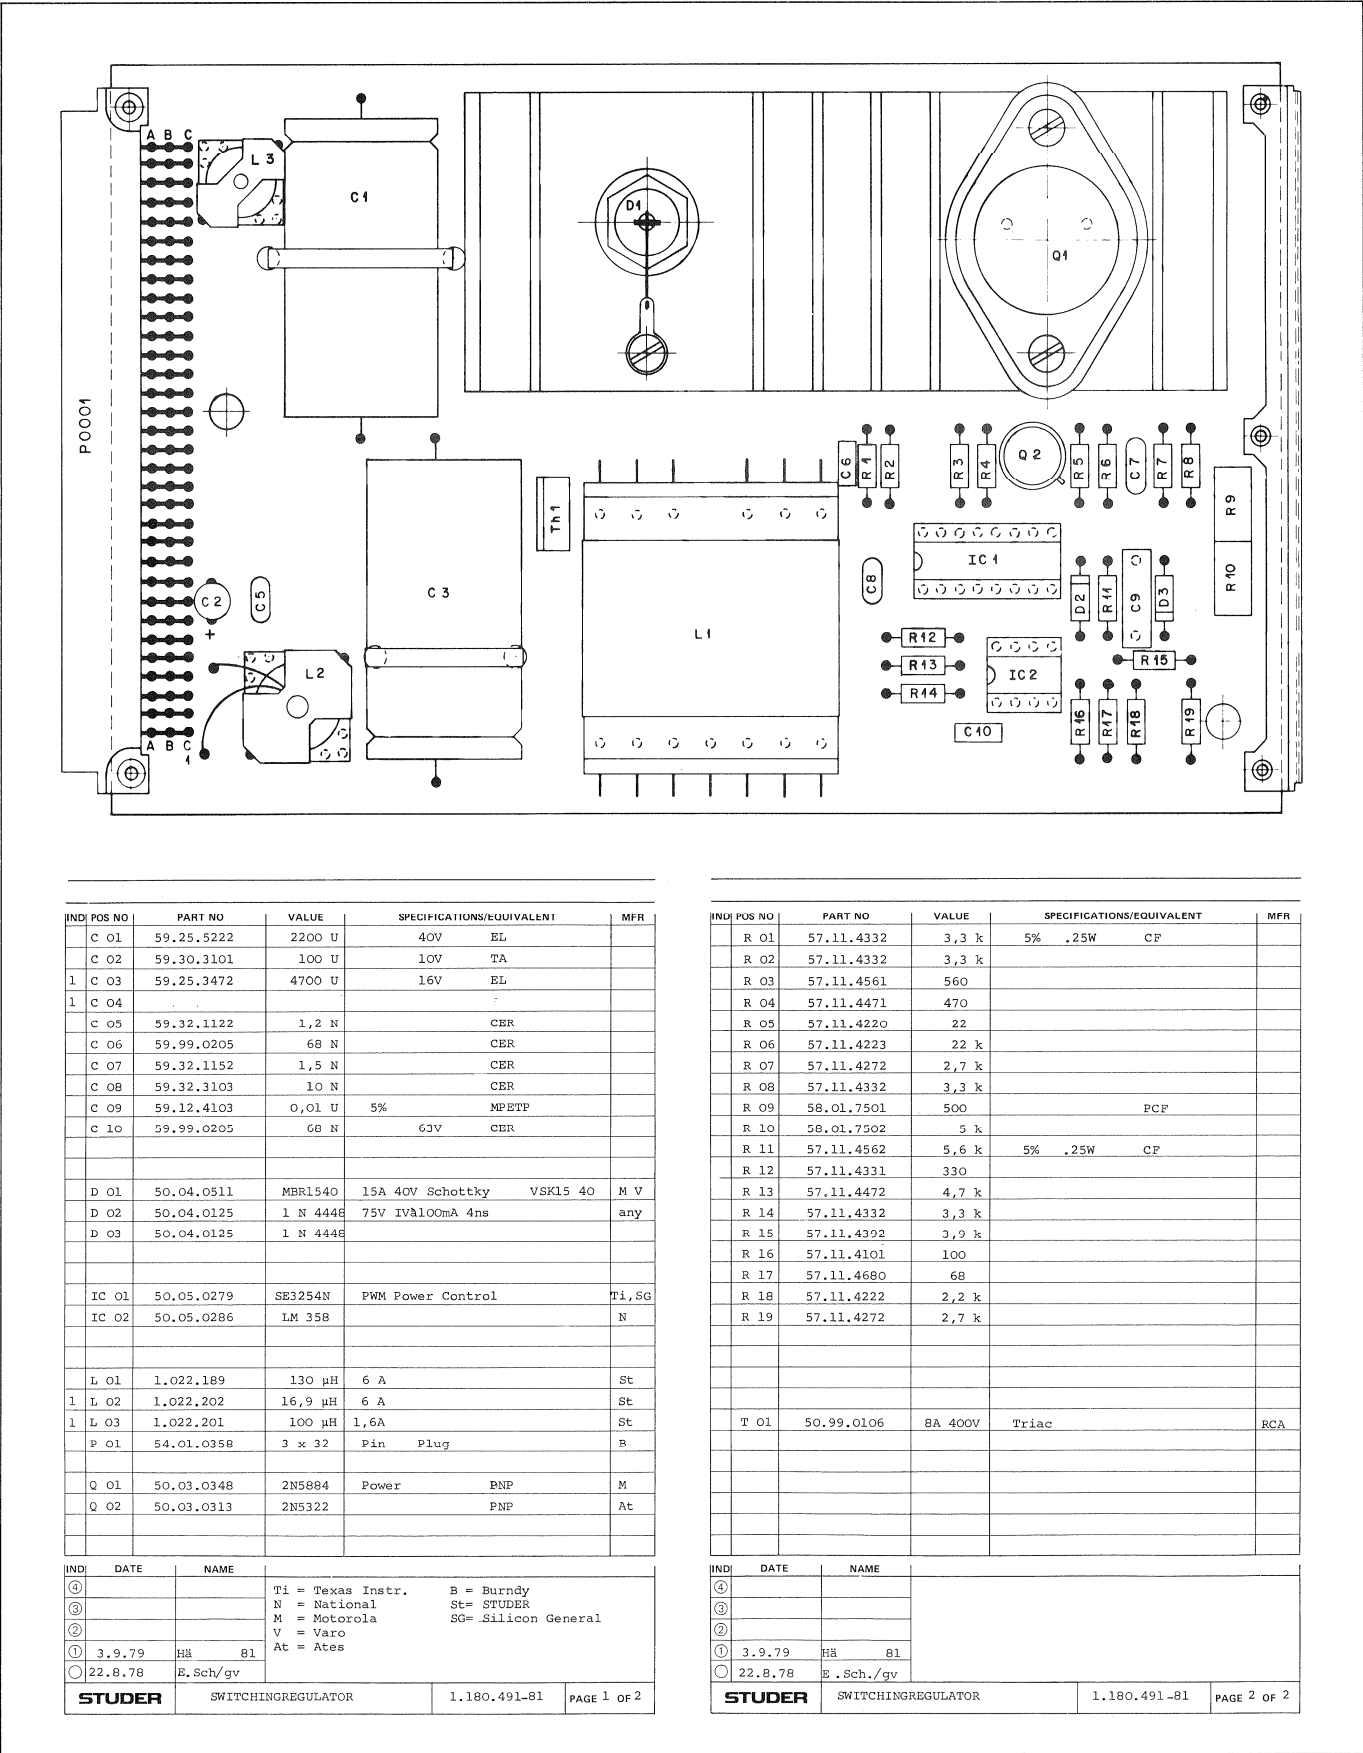 A B C
L 3
C1
D1
Q1
P0001
C6
R1
R2
R3
R4
Q2
R5
R6
C7
R7
R8
R9
R10
Th1
IC1
C8
C3
L1
C2
+
C5
D2
R11
C9
D3
R12
R13
R14
IC2
R15
L2
C10
R16
R17
R18
R19
A B C
1
IND POS NO PART NO VALUE SPECIFICATIONS/EQUIVALENT MFR
C 01 59.25.5222 2200 U 40V EL
C 02 59.30.3101 100 U 10V TA
1 C 03 59.25.3472 4700 U 16V EL
1 C 04
C 05 59.32.1122 1,2 N CER
C 06 59.99.0205 68 N CER
C 07 59.32.1152 1,5 N CER
C 08 59.32.3103 10 N CER
C 09 59.12.4103 0,01 U 5% MPETP
C 10 59.99.0205 68 N 63V CER
D 01 50.04.0511 MBR1540 15A 40V Schottky VSK15 40 M V
D 02 50.04.0125 1 N 4448 75V IVà100mA 4ns any
D 03 50.04.0125 1 N 4448
IC 01 50.05.0279 SE3254N PWM Power Control Ti,SG
IC 02 50.05.0286 LM 358 N
L 01 1.022.189 130 µH 6 A St
1 L 02 1.022.202 16,9 µH 6 A St
1 L 03 1.022.201 100 µH 1,6A St
P 01 54.01.0358 3 x 32 Pin Plug B
Q 01 50.03.0348 2N5884 Power PNP M
Q 02 50.03.0313 2N5322 PNP At
IND DATE NAME
④
③
②
① 3.9.79 Hä 81
○ 22.8.78 E.Sch/gv
Ti = Texas Instr. B = Burndy
N = National St= STUDER
M = Motorola SG= Silicon General
V = Varo
At = Ates
STUDER SWITCHINGREGULATOR 1.180.491-81 PAGE 1 OF 2
IND POS NO PART NO VALUE SPECIFICATIONS/EQUIVALENT MFR
R 01 57.11.4332 3,3 k 5% .25W CF
R 02 57.11.4332 3,3 k
R 03 57.11.4561 560
R 04 57.11.4471 470
R 05 57.11.4220 22
R 06 57.11.4223 22 k
R 07 57.11.4272 2,7 k
R 08 57.11.4332 3,3 k
R 09 58.01.7501 500 PCF
R 10 58.01.7502 5 k
R 11 57.11.4562 5,6 k 5% .25W CF
R 12 57.11.4331 330
R 13 57.11.4472 4,7 k
R 14 57.11.4332 3,3 k
R 15 57.11.4392 3,9 k
R 16 57.11.4101 100
R 17 57.11.4680 68
R 18 57.11.4222 2,2 k
R 19 57.11.4272 2,7 k
T 01 50.99.0106 8A 400V Triac RCA
IND DATE NAME
④
③
②
① 3.9.79 Hä 81
○ 22.8.78 E.Sch./gv
STUDER SWITCHINGREGULATOR 1.180.491-81 PAGE 2 OF 2